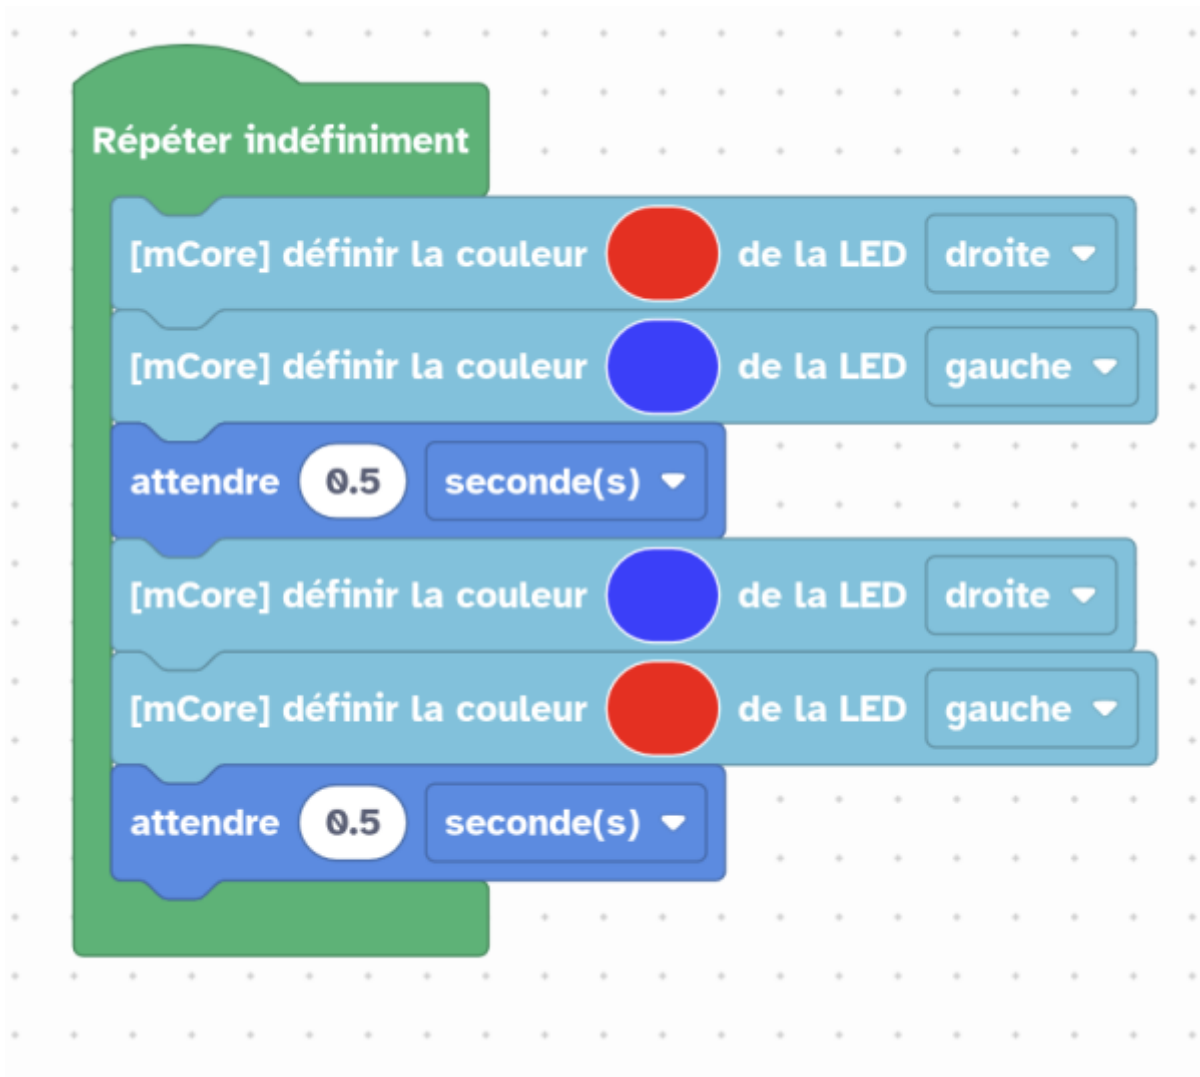 Répéter indéfiniment
[mCore] définir la couleur de la LED droite
[mCore] définir la couleur de la LED gauche
attendre 0.5 seconde(s)
[mCore] définir la couleur de la LED droite
[mCore] définir la couleur de la LED gauche
attendre 0.5 seconde(s)